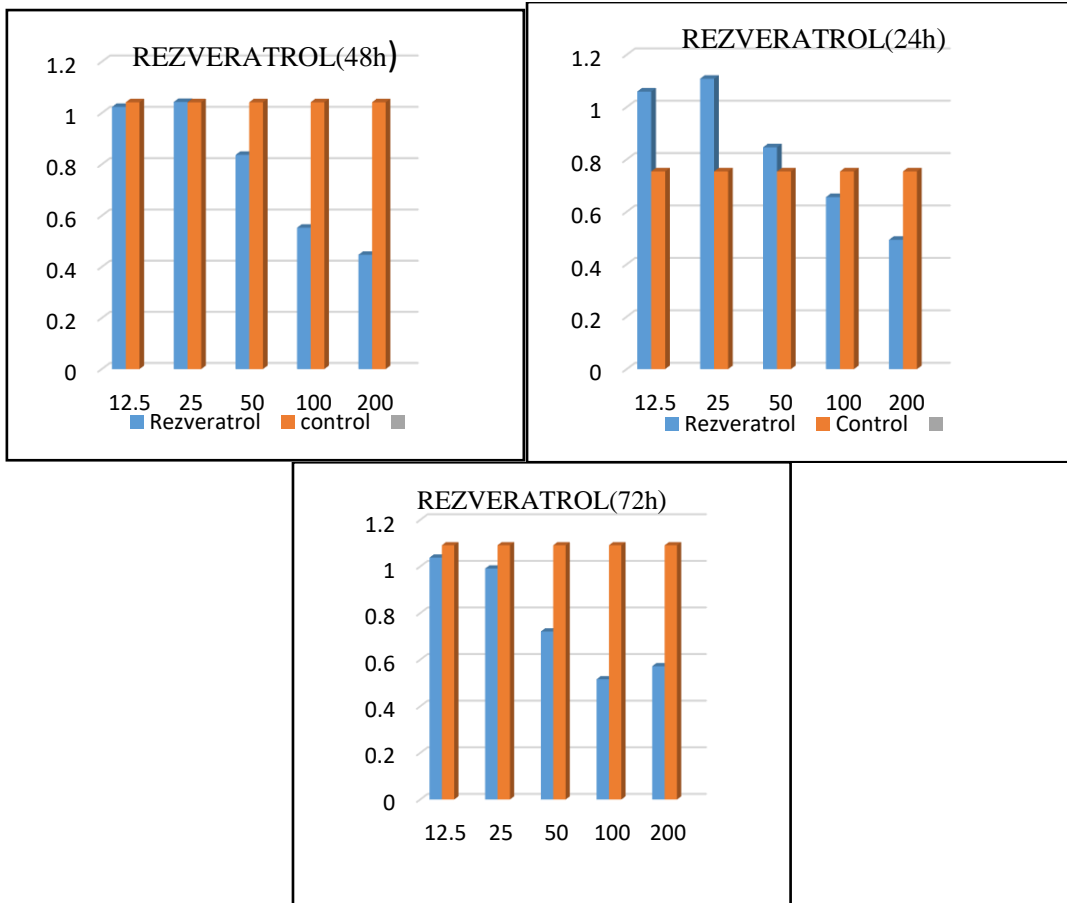 REZVERATROL(48h)
1.2
1
0.8
0.6
0.4
0.2
0
12.5 25 50 100 200
Rezveratrol control
REZVERATROL(24h)
1.2
1
0.8
0.6
0.4
0.2
0
12.5 25 50 100 200
Rezveratrol Control
REZVERATROL(72h)
1.2
1
0.8
0.6
0.4
0.2
0
12.5 25 50 100 200